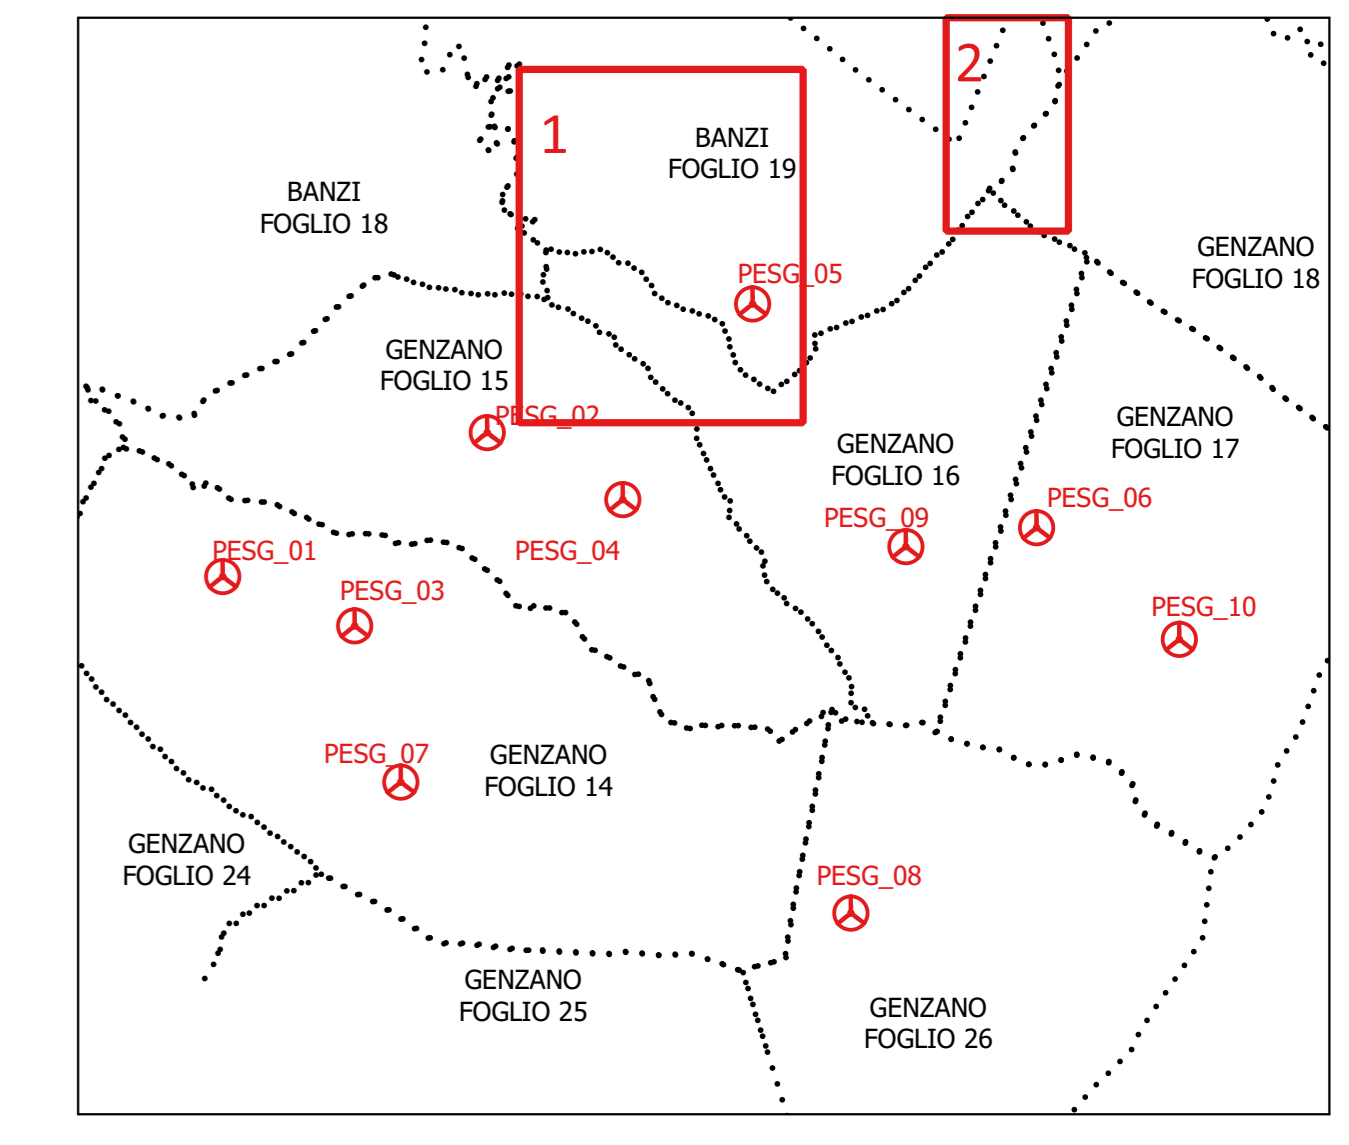 2
1
BANZI
FOGLIO 19
BANZI
FOGLIO 18
GENZANO
FOGLIO 18
PESG_05
GENZANO
FOGLIO 15
PESG_02
GENZANO
FOGLIO 17
GENZANO
FOGLIO 16
PESG_06
PESG_09
PESG_01
PESG_04
PESG_03
PESG_10
PESG_07
GENZANO
FOGLIO 14
GENZANO
FOGLIO 24
PESG_08
GENZANO
FOGLIO 25
GENZANO
FOGLIO 26